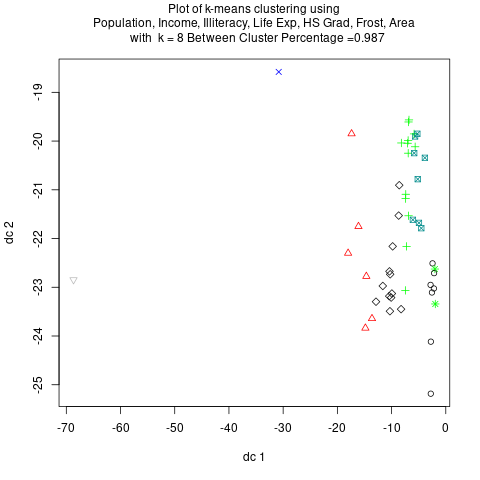 Plot of k-means clustering using
Population, Income, Illiteracy, Life Exp, HS Grad, Frost, Area
with k = 8 Between Cluster Percentage =0.987
-19
-20
-21
-22
-23
-24
-25
dc 2
-70 -60 -50 -40 -30 -20 -10 0
dc 1